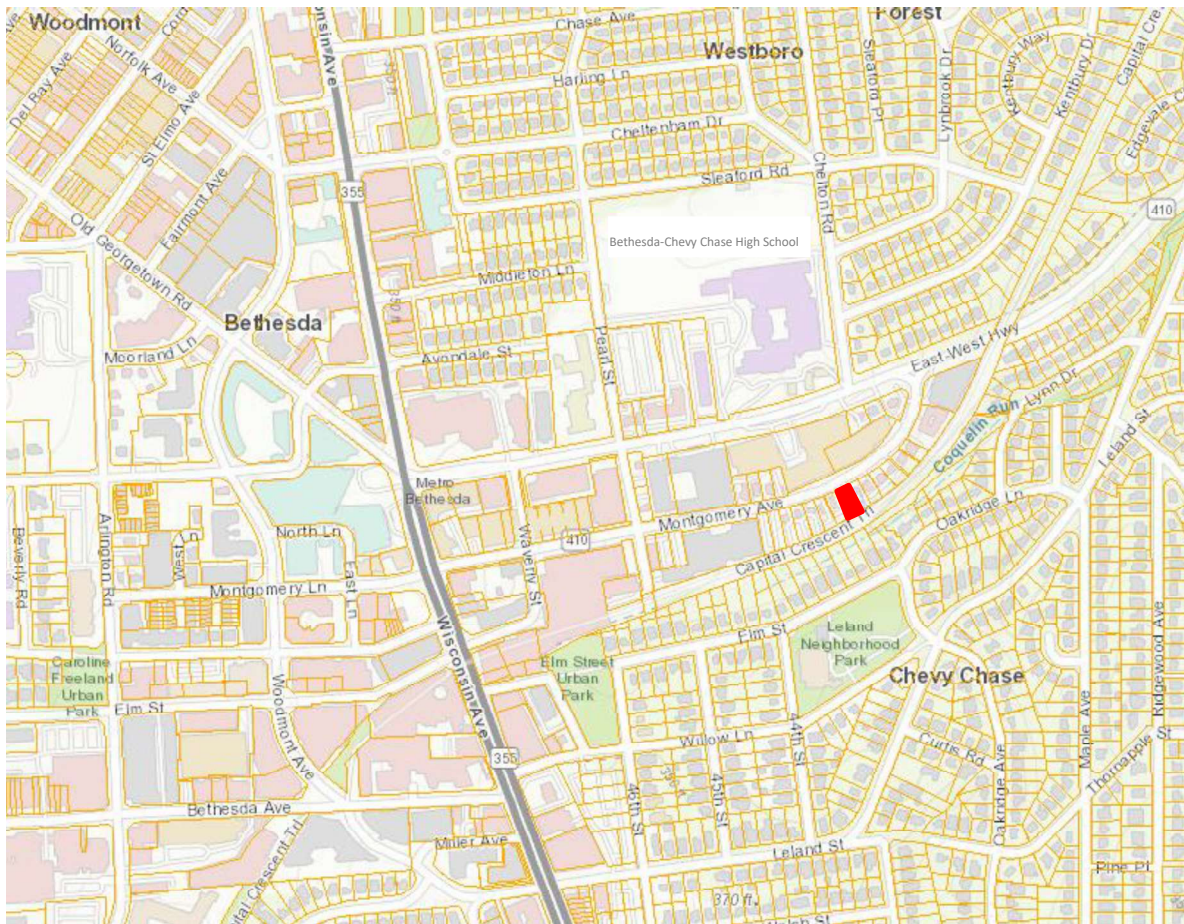 Woodmont
Norfolk Ave
Del Ray Ave
St Elmo Ave
Fairmont Ave
Old Georgetown Rd
Wisconsin Ave
355
Chase Ave
Harling Ln
Westboro
Cheltenham Dr
Sleaford Rd
Forest
Sleaford Pl
Lynbrook Dr
Kentbury Way
Kentbury Dr
Capital Cre
Edgevale C
Chelton Rd
410
Bethesda-Chevy Chase High School
Middleton Ln
350 ft
Bethesda
Moorland Ln
Avondale St
Pearl St
East-West Hwy
Lynn Dr
Coquelin Run
Leland St
Metro
Bethesda
Montgomery Ave
410
Capital Crescent Trl
Oakridge Ln
Beverly Rd
Arlington Rd
West Ln
North Ln
East Ln
Waverly St
Montgomery Ln
Elm St
Leland
Neighborhood
Park
Chevy Chase
Caroline
Freeland
Urban
Park
Elm St
Woodmont Ave
Wisconsin Ave
Elm Street
Urban
Park
Willow Ln
44th St
45th St
46th St
Curtis Rd
Oakridge Ave
Maple Ave
Ridgewood Ave
Thornapple St
355
Bethesda Ave
Miller Ave
ital Crescent Trl
Leland St
Pine Pl
370 ft.